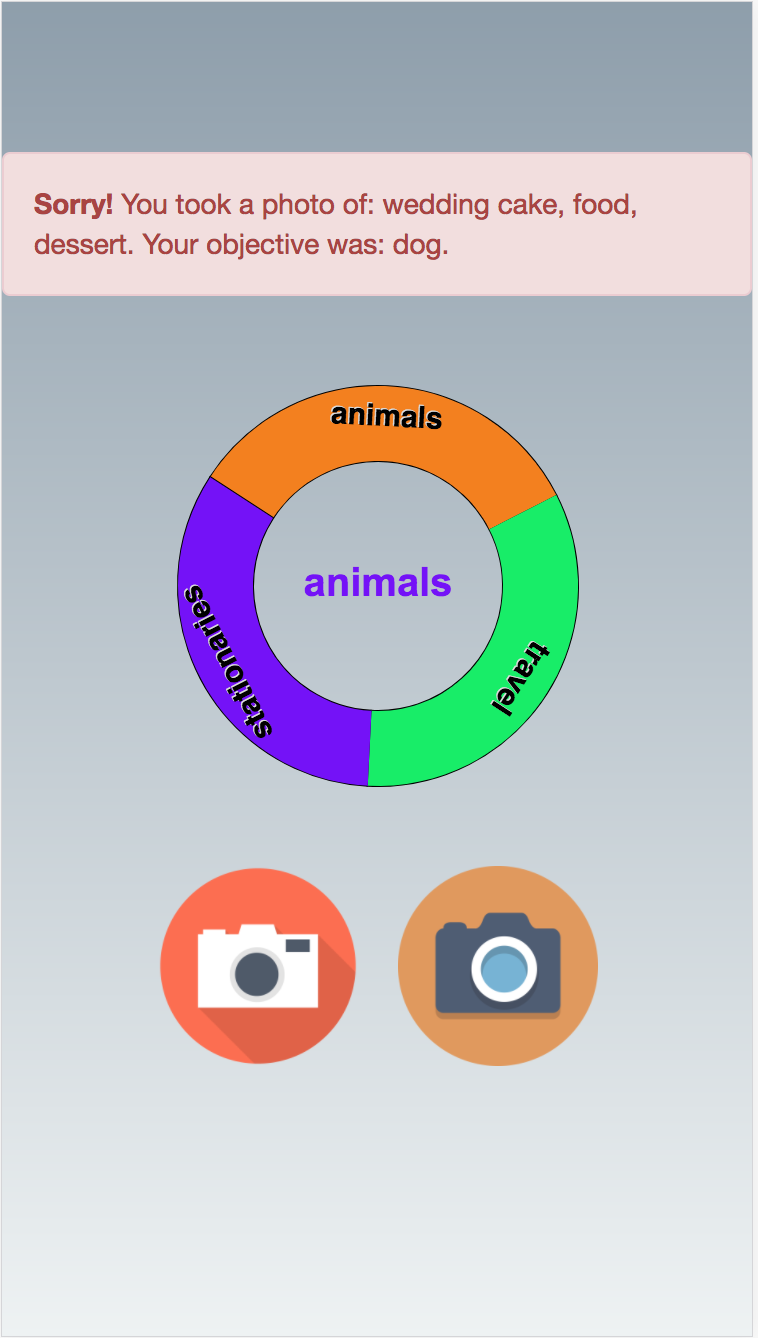 Sorry! You took a photo of: wedding cake, food,
dessert. Your objective was: dog.
animals
animals
stationaries
travel